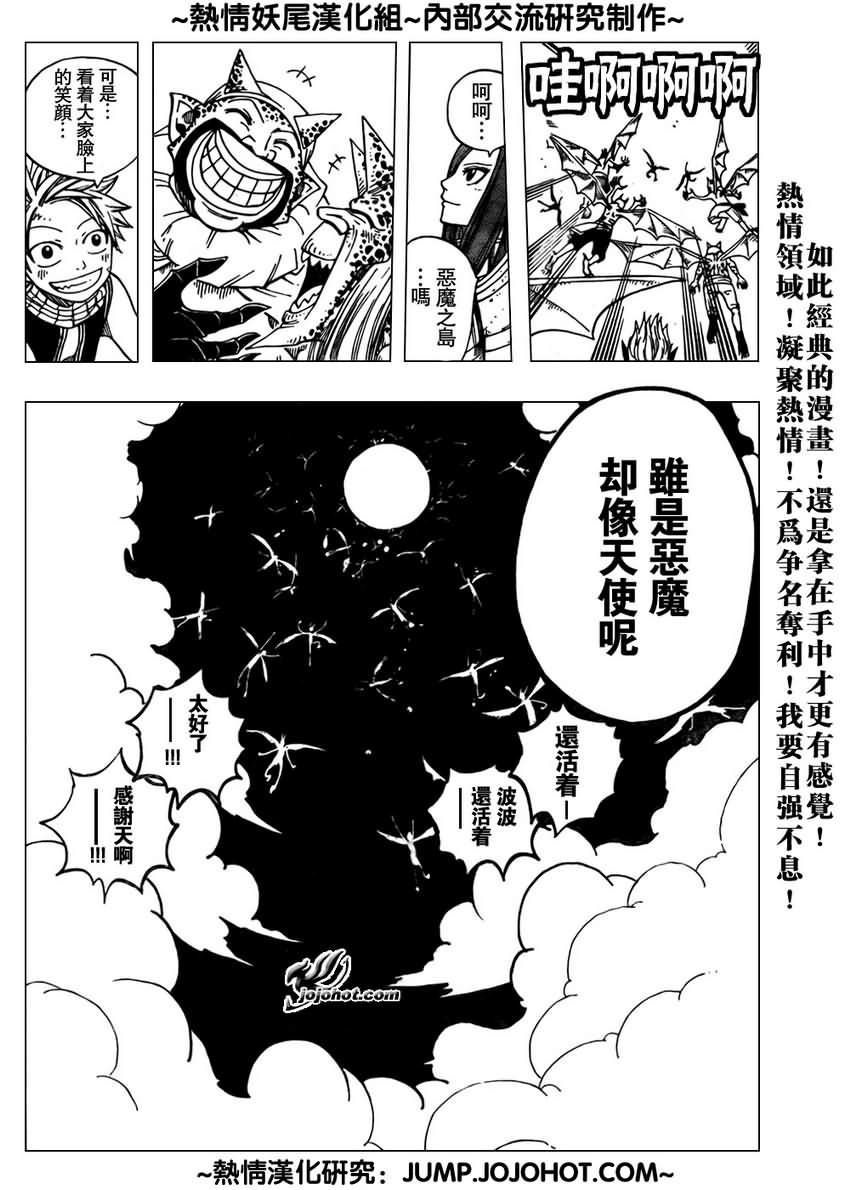 ~熱情妖尾漢化組~內部交流研究制作~
哇啊啊啊
呵呵…
惡魔之島
…嗎
可是…
看着大家臉上
的笑顔…
雖是惡魔
却像天使呢
還活着–
波波
還活着
——
太好了
——!!!
感謝天啊
——!!!
jojohot.com
如此經典的漫畫！還是拿在手中才更有感覺！
熱情領域！凝聚熱情！不爲争名奪利！我要自强不息！
~熱情漢化研究：JUMP.JOJOHOT.COM~